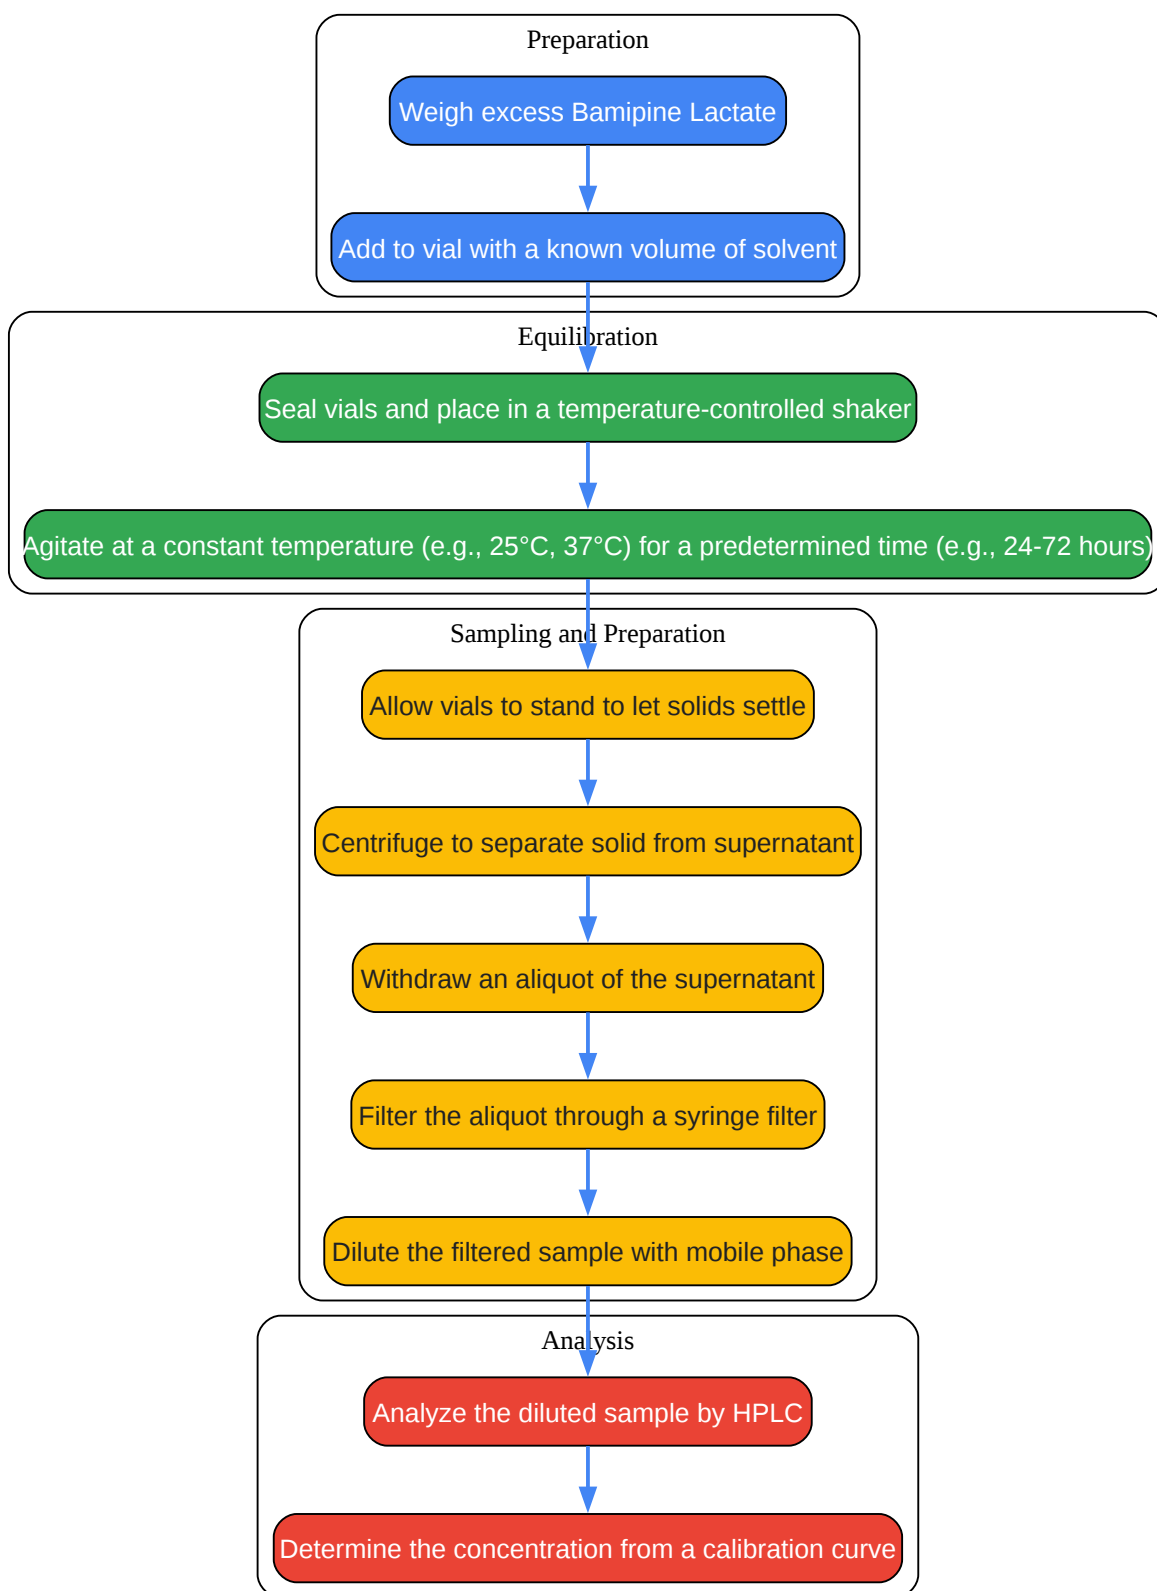 Preparation
Weigh excess Bamipine Lactate
Add to vial with a known volume of solvent
Equilibration
Seal vials and place in a temperature-controlled shaker
Agitate at a constant temperature (e.g., 25°C, 37°C) for a predetermined time (e.g., 24-72 hours)
Sampling and Preparation
Allow vials to stand to let solids settle
Centrifuge to separate solid from supernatant
Withdraw an aliquot of the supernatant
Filter the aliquot through a syringe filter
Dilute the filtered sample with mobile phase
Analysis
Analyze the diluted sample by HPLC
Determine the concentration from a calibration curve